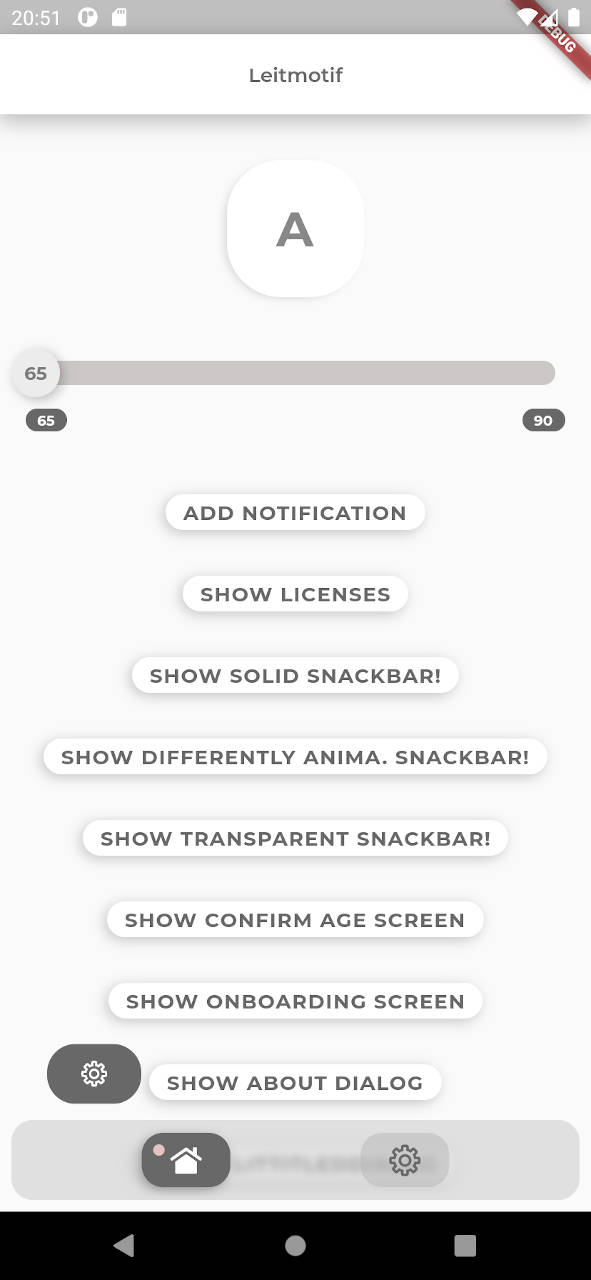 20:51
DEBUG
Leitmotif
A
65
65
90
ADD NOTIFICATION
SHOW LICENSES
SHOW SOLID SNACKBAR!
SHOW DIFFERENTLY ANIMA. SNACKBAR!
SHOW TRANSPARENT SNACKBAR!
SHOW CONFIRM AGE SCREEN
SHOW ONBOARDING SCREEN
SHOW ABOUT DIALOG